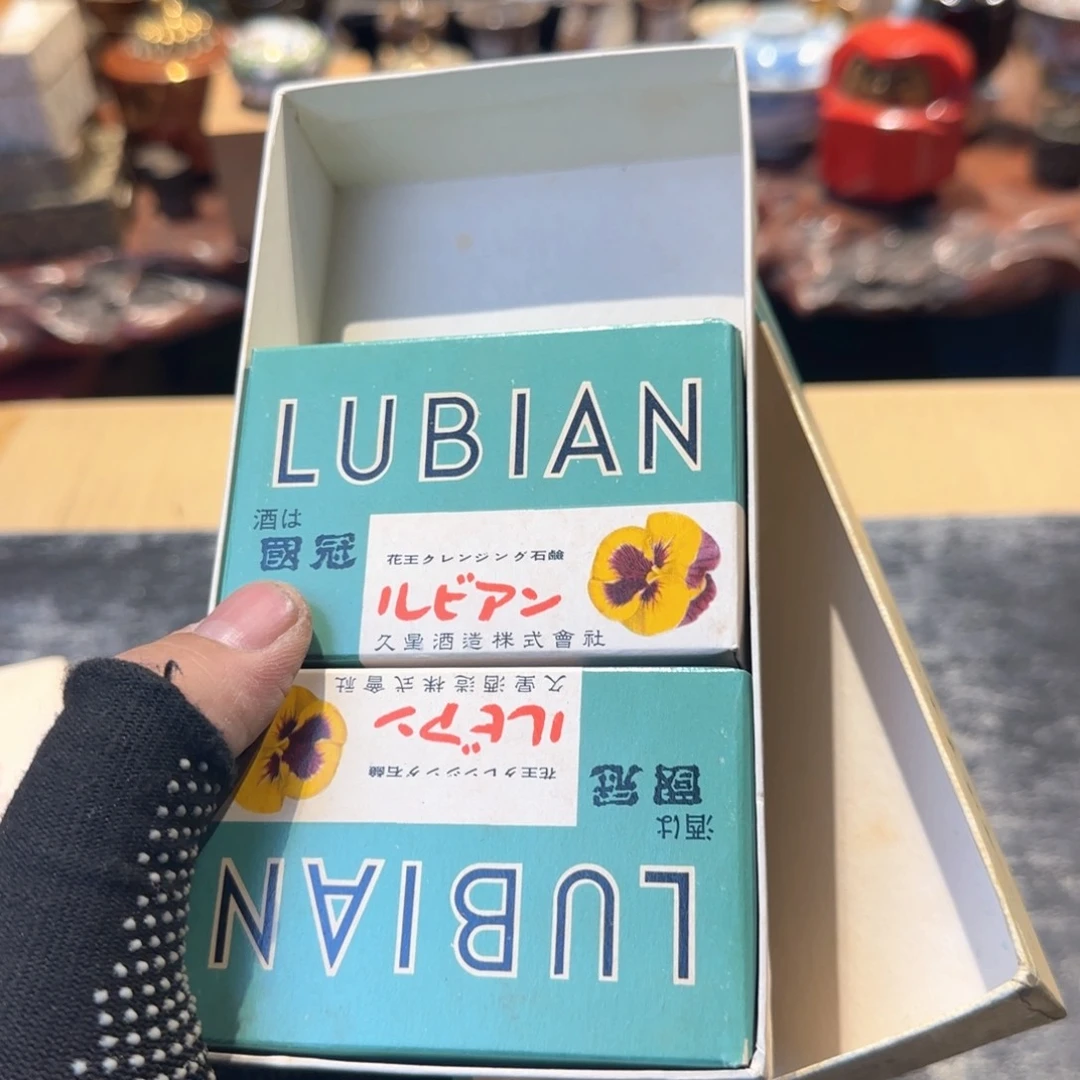 LUBIAN
酒は
國冠
花王クレンジング石鹸
ルビアン
久星酒造株式會社
久星酒造株式會社
ルビアン
花王クレンジング石鹸
國冠
酒は
LUBIAN